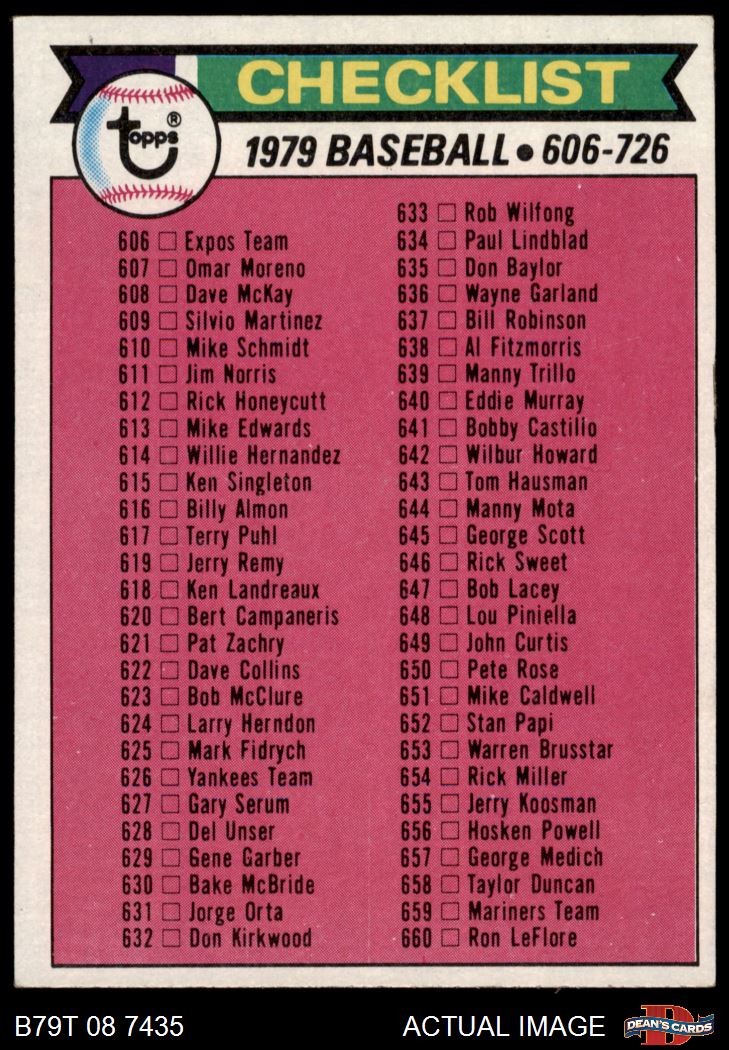 CHECKLIST
topps®
1979 BASEBALL • 606-726
606 □ Expos Team
607 □ Omar Moreno
608 □ Dave McKay
609 □ Silvio Martinez
610 □ Mike Schmidt
611 □ Jim Norris
612 □ Rick Honeycutt
613 □ Mike Edwards
614 □ Willie Hernandez
615 □ Ken Singleton
616 □ Billy Almon
617 □ Terry Puhl
619 □ Jerry Remy
618 □ Ken Landreaux
620 □ Bert Campaneris
621 □ Pat Zachry
622 □ Dave Collins
623 □ Bob McClure
624 □ Larry Herndon
625 □ Mark Fidrych
626 □ Yankees Team
627 □ Gary Serum
628 □ Del Unser
629 □ Gene Garber
630 □ Bake McBride
631 □ Jorge Orta
632 □ Don Kirkwood
633 □ Rob Wilfong
634 □ Paul Lindblad
635 □ Don Baylor
636 □ Wayne Garland
637 □ Bill Robinson
638 □ Al Fitzmorris
639 □ Manny Trillo
640 □ Eddie Murray
641 □ Bobby Castillo
642 □ Wilbur Howard
643 □ Tom Hausman
644 □ Manny Mota
645 □ George Scott
646 □ Rick Sweet
647 □ Bob Lacey
648 □ Lou Piniella
649 □ John Curtis
650 □ Pete Rose
651 □ Mike Caldwell
652 □ Stan Papi
653 □ Warren Brusstar
654 □ Rick Miller
655 □ Jerry Koosman
656 □ Hosken Powell
657 □ George Medich
658 □ Taylor Duncan
659 □ Mariners Team
660 □ Ron LeFlore
B79T 08 7435
ACTUAL IMAGE
D
DEAN'S CARDS